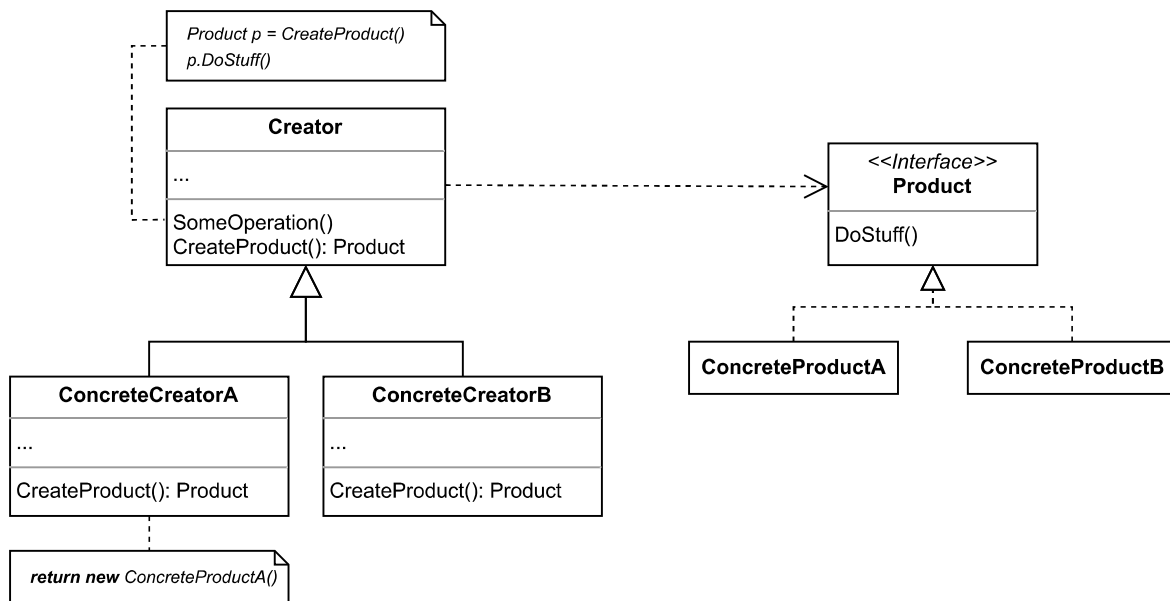 Product p = CreateProduct()
p.DoStuff()
Creator
...
SomeOperation()
CreateProduct(): Product
<<Interface>>
Product
DoStuff()
ConcreteProductA
ConcreteProductB
ConcreteCreatorA
...
CreateProduct(): Product
ConcreteCreatorB
...
CreateProduct(): Product
return new ConcreteProductA()